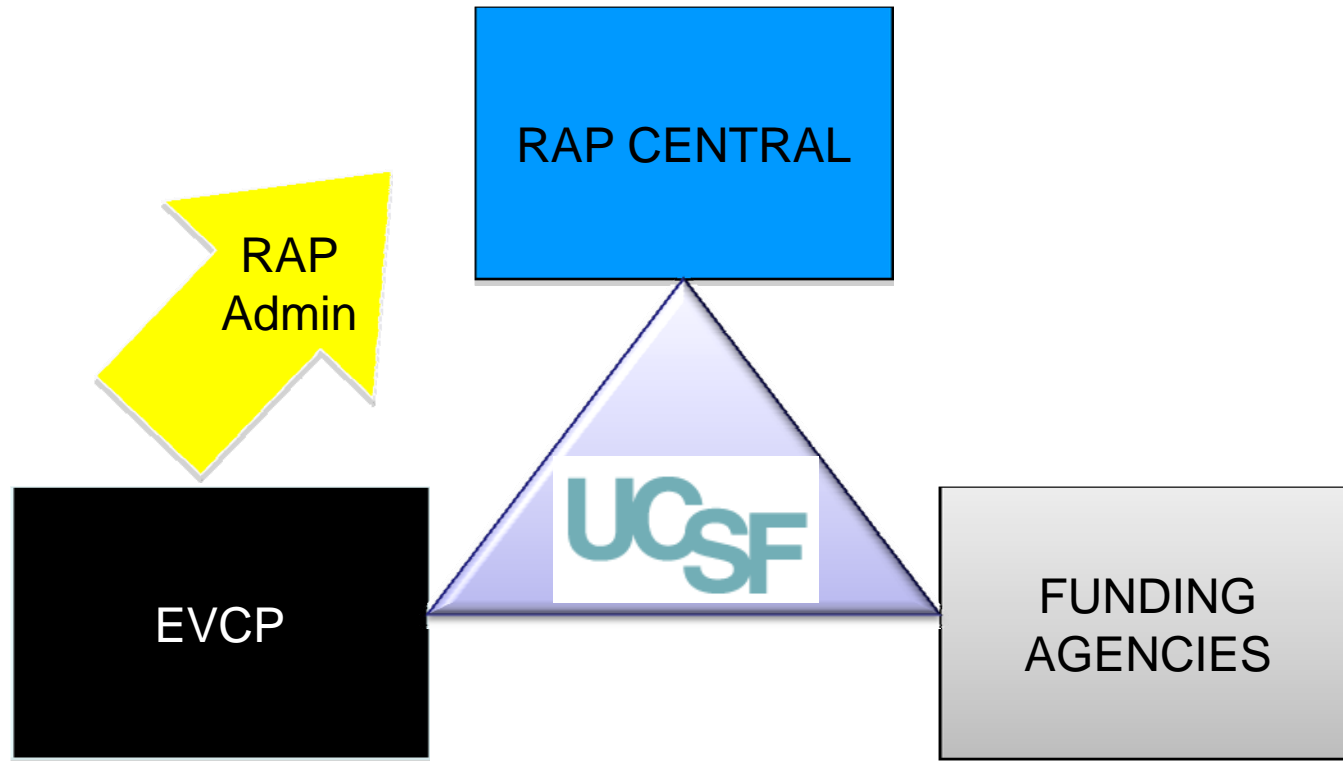 RAP CENTRAL
RAP
Admin
UCSF
EVCP
FUNDING
AGENCIES